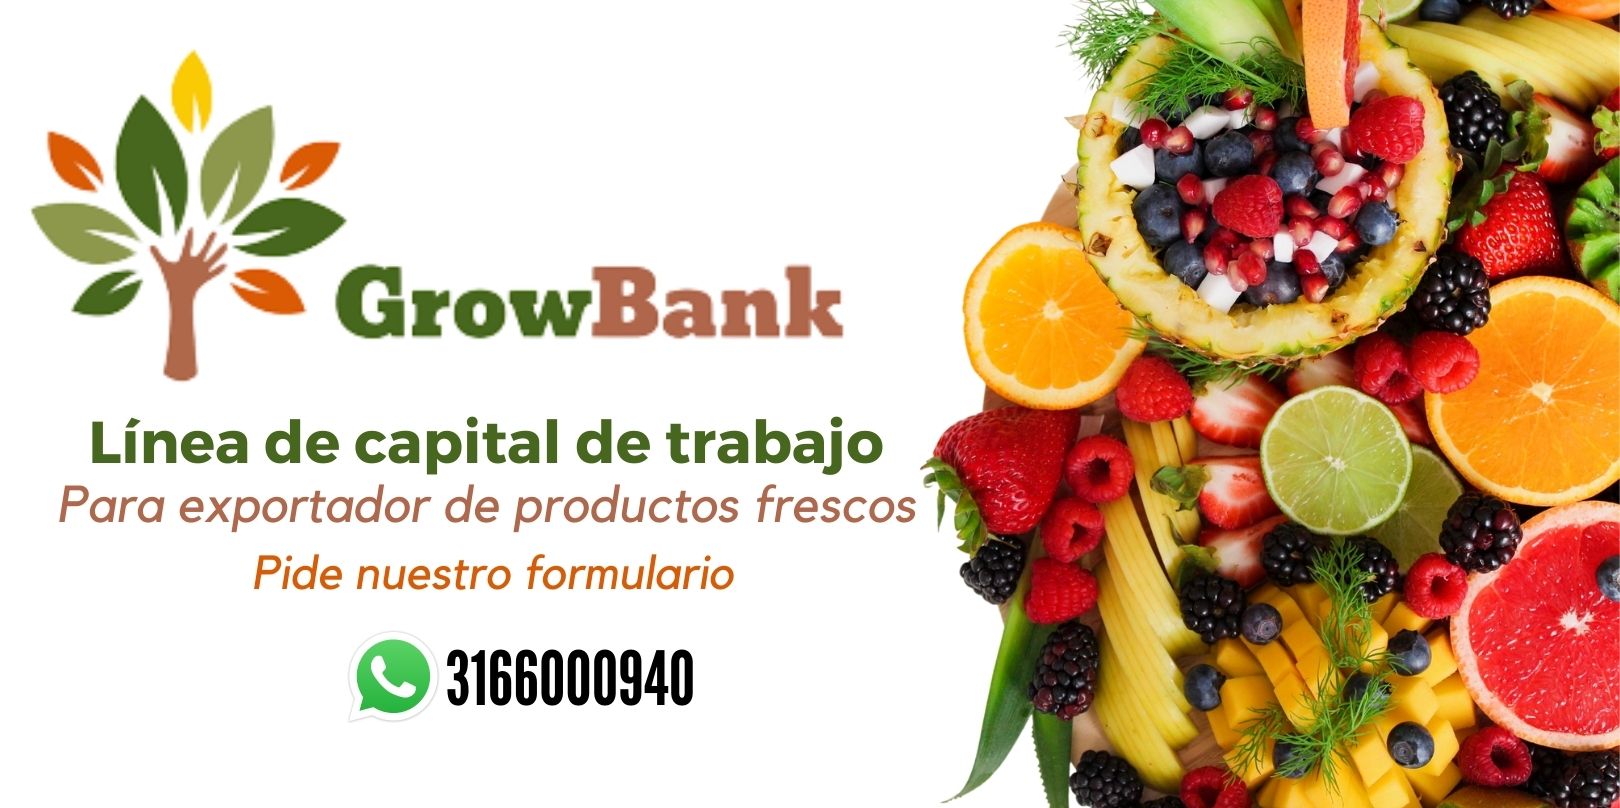 GrowBank
Línea de capital de trabajo
Para exportador de productos frescos
Pide nuestro formulario
3166000940